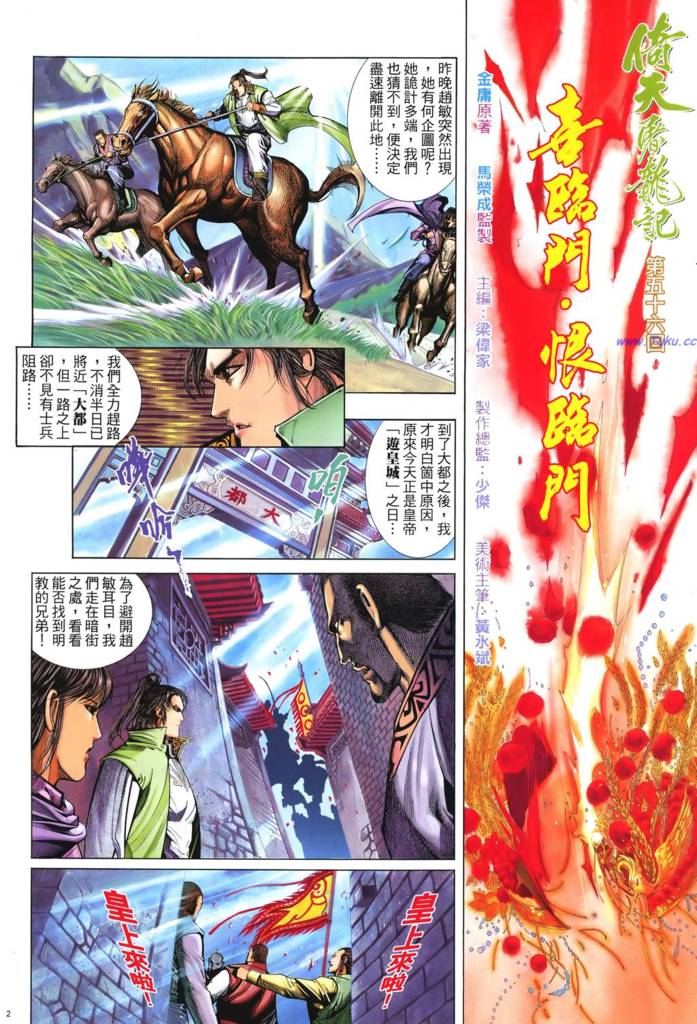 倚天屠龍記
第五十六回
喜臨門‧恨臨門
金庸原著
馬榮成監製
主編：梁偉家
製作總監：少傑
美術主筆：黃水斌
昨晚趙敏突然出現
，她有何企圖呢？
她詭計多端，我們
也猜不到，便決定
盡速離開此地……
我們全力趕路
，不消半日已
將近「大都」
，但一路之上
卻不見有士兵
阻路…
到了大都之後，我
才明白箇中原因，
原來今天正是皇帝
「遊皇城」之日…
大都
咱
為了避開趙
敏耳目，我
們走在暗街
之處，看看
能否找到明
教的兄弟！
皇上來啦！
皇上來啦！
2